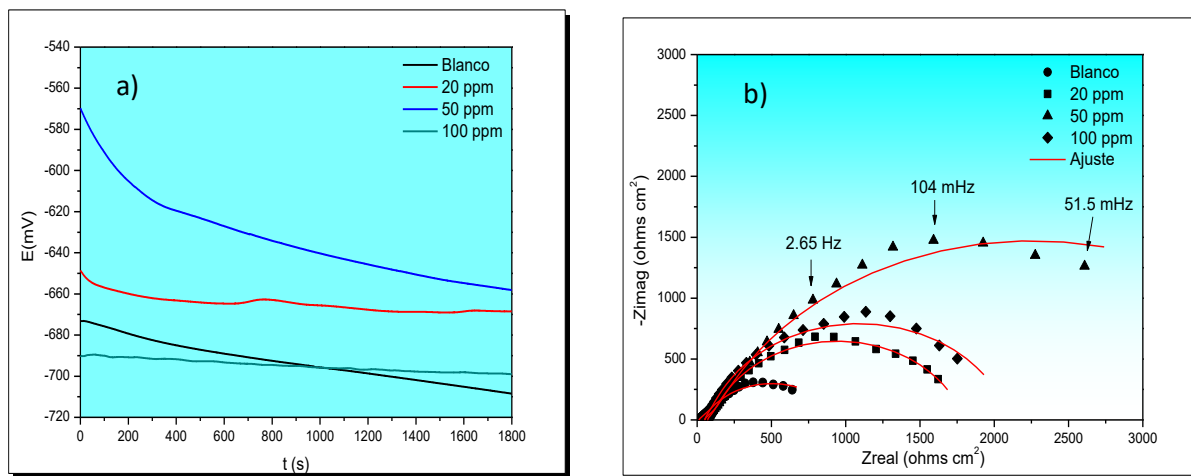 a)
Blanco
20 ppm
50 ppm
100 ppm
E(mV)
-540
-560
-580
-600
-620
-640
-660
-680
-700
-720
0 200 400 600 800 1000 1200 1400 1600 1800
t (s)
b)
Blanco
20 ppm
50 ppm
100 ppm
Ajuste
104 mHz
51.5 mHz
2.65 Hz
-Zimag (ohms cm²)
3000
2500
2000
1500
1000
500
0
0 500 1000 1500 2000 2500 3000
Zreal (ohms cm²)